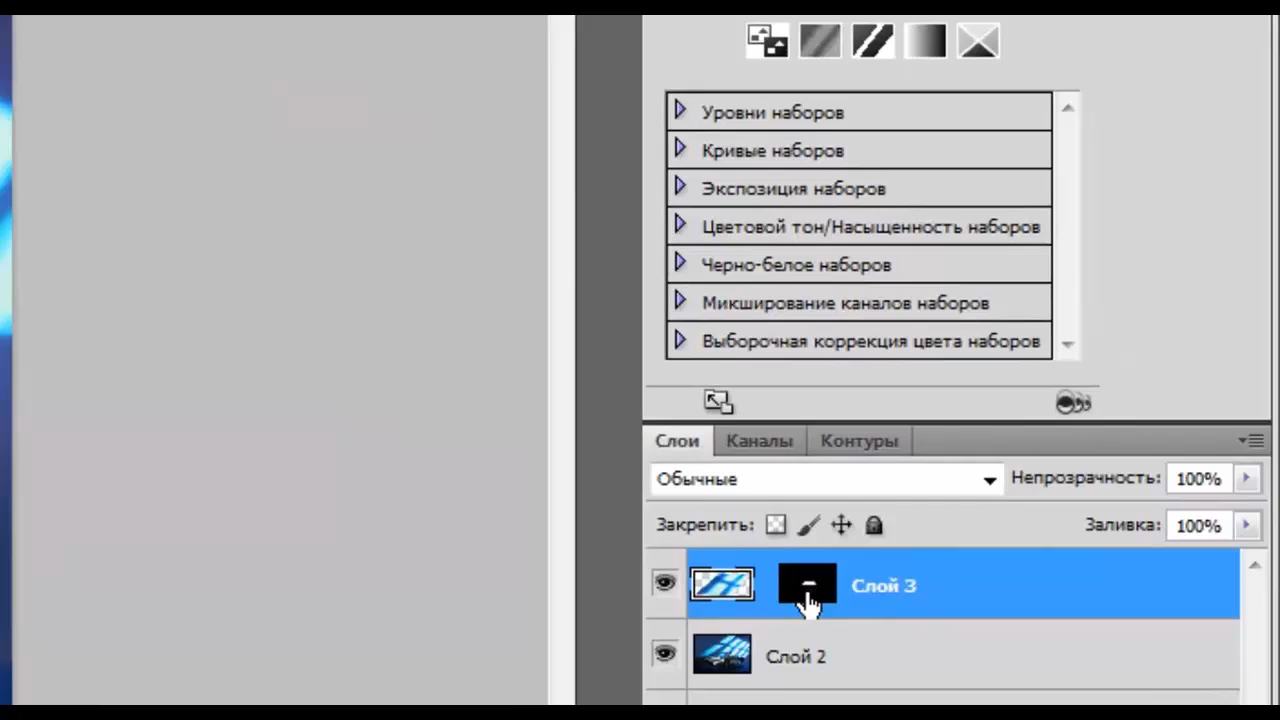 Уровни наборов
Кривые наборов
Экспозиция наборов
Цветовой тон/Насыщенность наборов
Черно-белое наборов
Микширование каналов наборов
Выборочная коррекция цвета наборов
Слои Каналы Контуры
Обычные Непрозрачность: 100%
Закрепить: Заливка: 100%
Слой 3
Слой 2